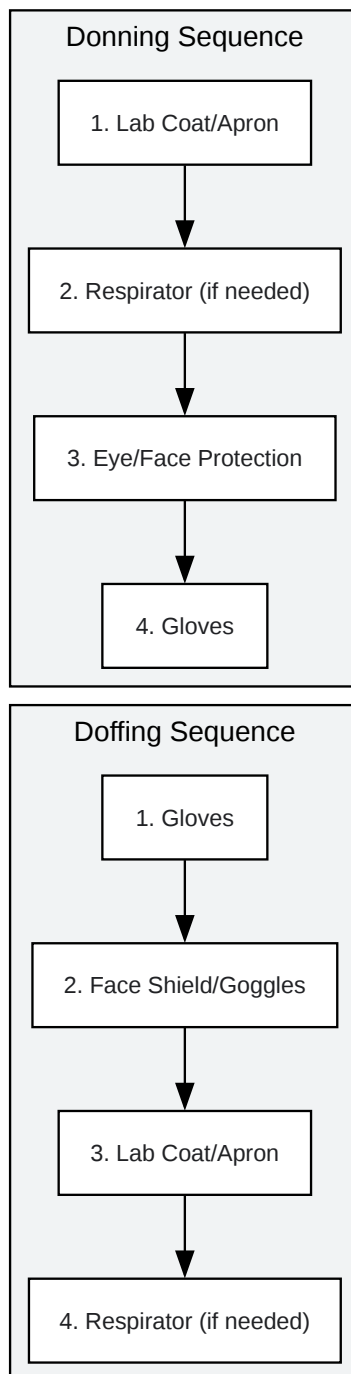 Donning Sequence
1. Lab Coat/Apron
2. Respirator (if needed)
3. Eye/Face Protection
4. Gloves
Doffing Sequence
1. Gloves
2. Face Shield/Goggles
3. Lab Coat/Apron
4. Respirator (if needed)